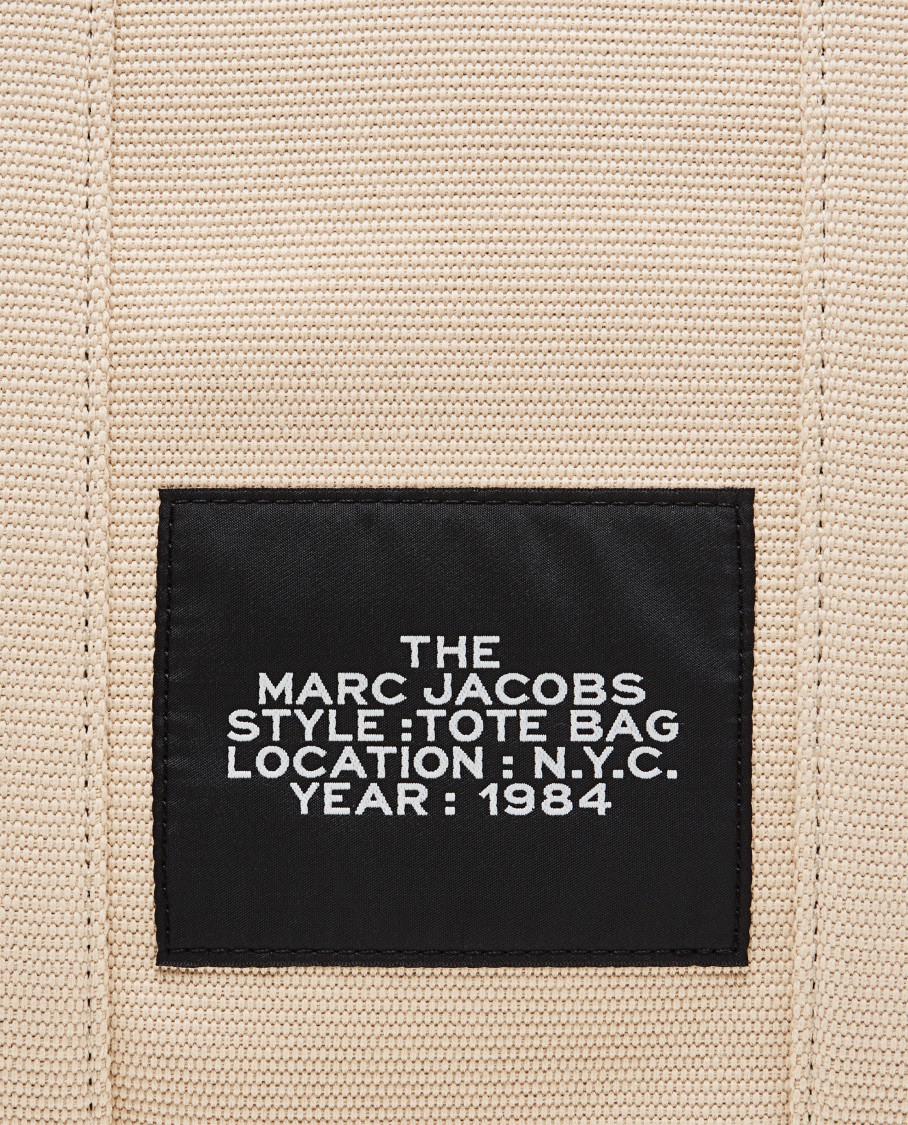 THE
MARC JACOBS
STYLE :TOTE BAG
LOCATION : N.Y.C.
YEAR : 1984